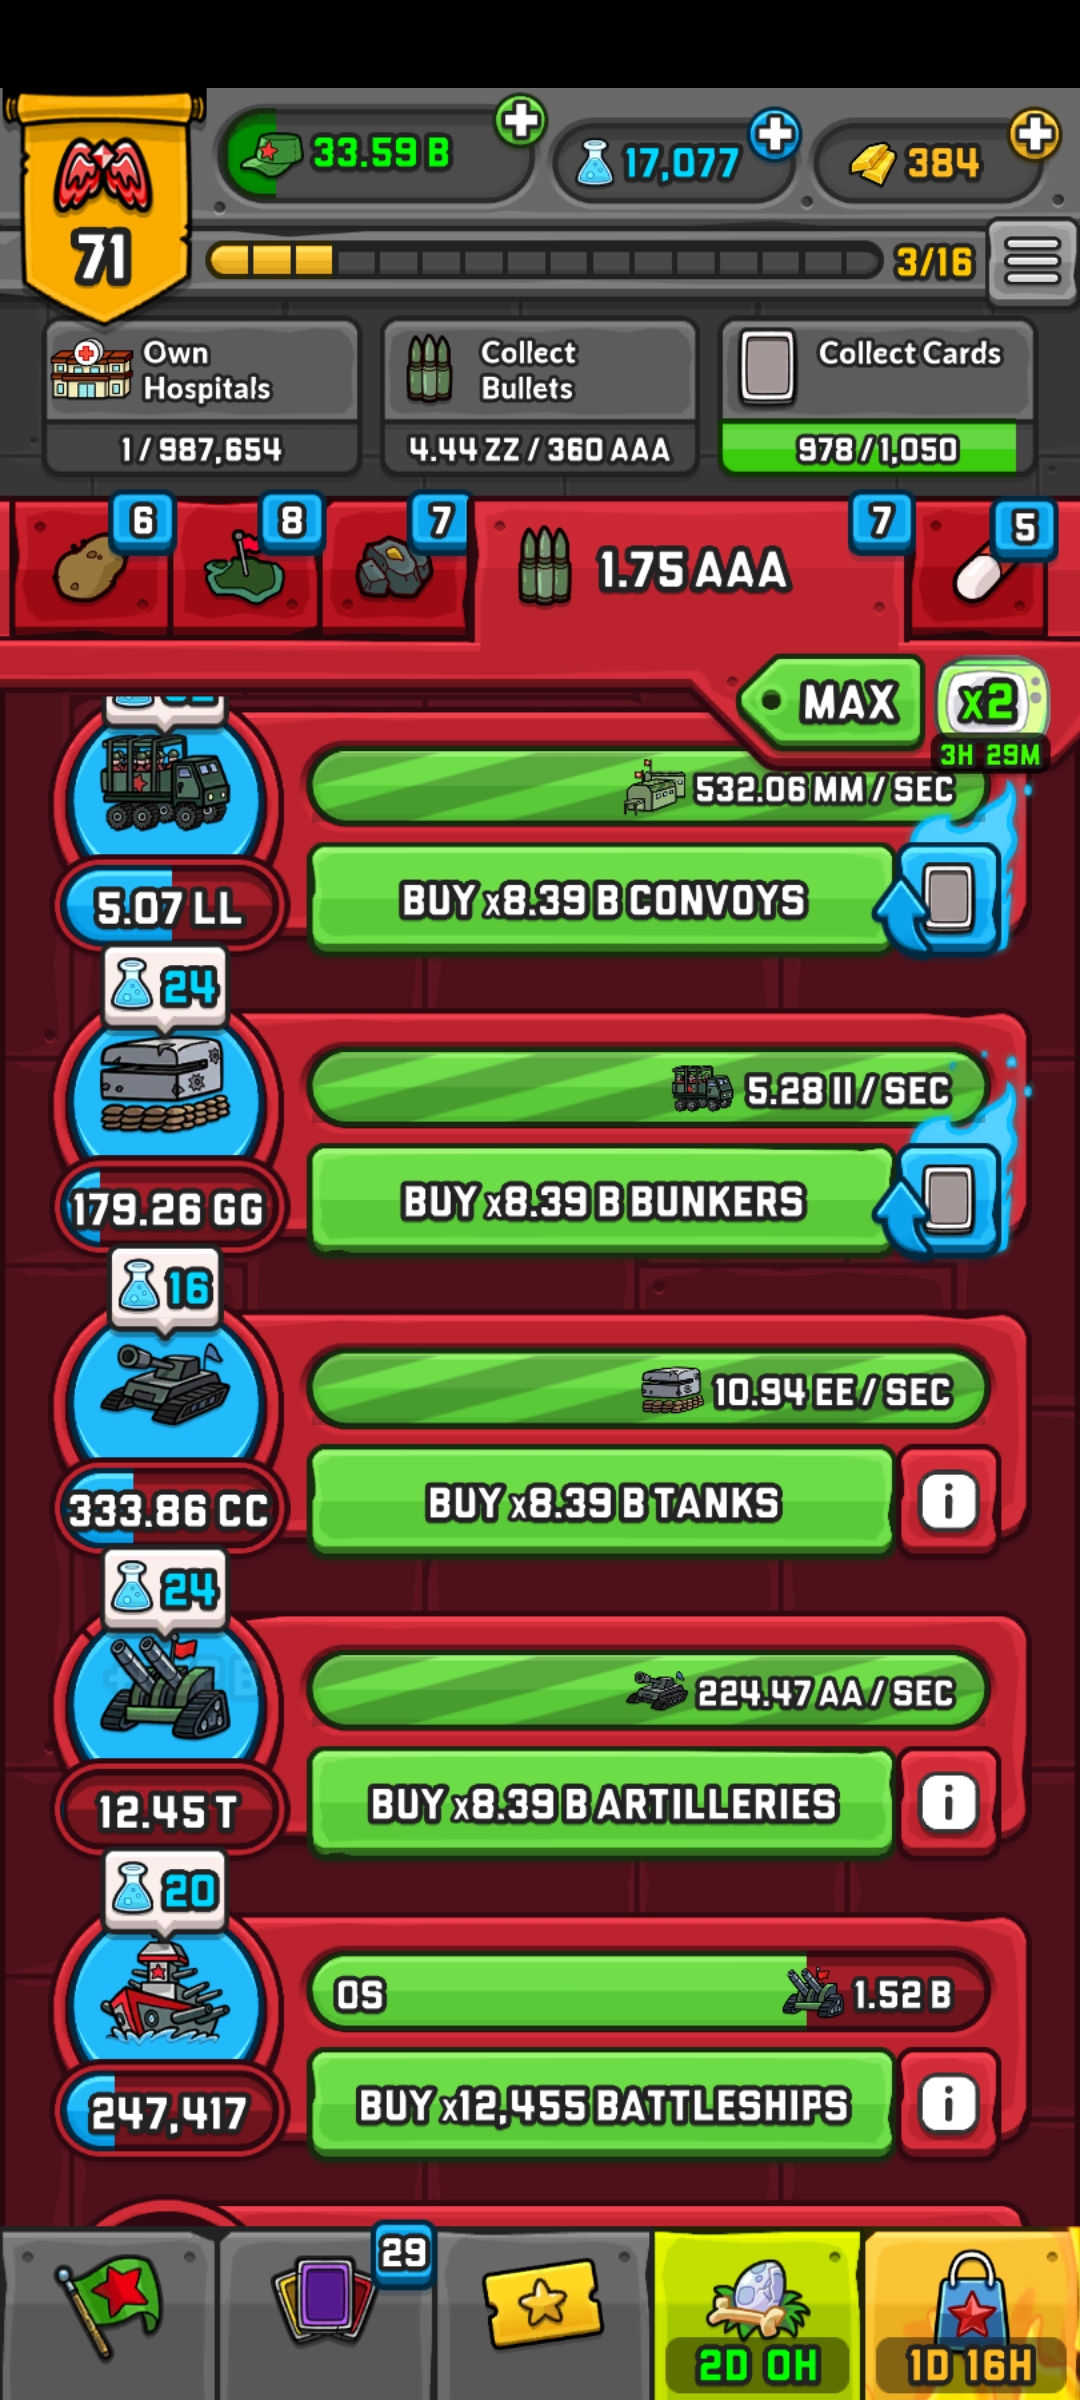 33.59 B
17,077
384
71
3/16
Own
Hospitals
1 / 987,654
Collect
Bullets
4.44 ZZ / 360 AAA
Collect Cards
978 / 1,050
6
8
7
1.75 AAA
7
5
MAX
x2
3H 29M
532.06 MM / SEC
BUY x8.39 B CONVOYS
5.07 LL
24
5.28 II / SEC
BUY x8.39 B BUNKERS
179.26 GG
16
10.94 EE / SEC
BUY x8.39 B TANKS
333.86 CC
24
224.47 AA / SEC
BUY x8.39 B ARTILLERIES
12.45 T
20
0S
1.52 B
BUY x12,455 BATTLESHIPS
247,417
29
2D 0H
1D 16H